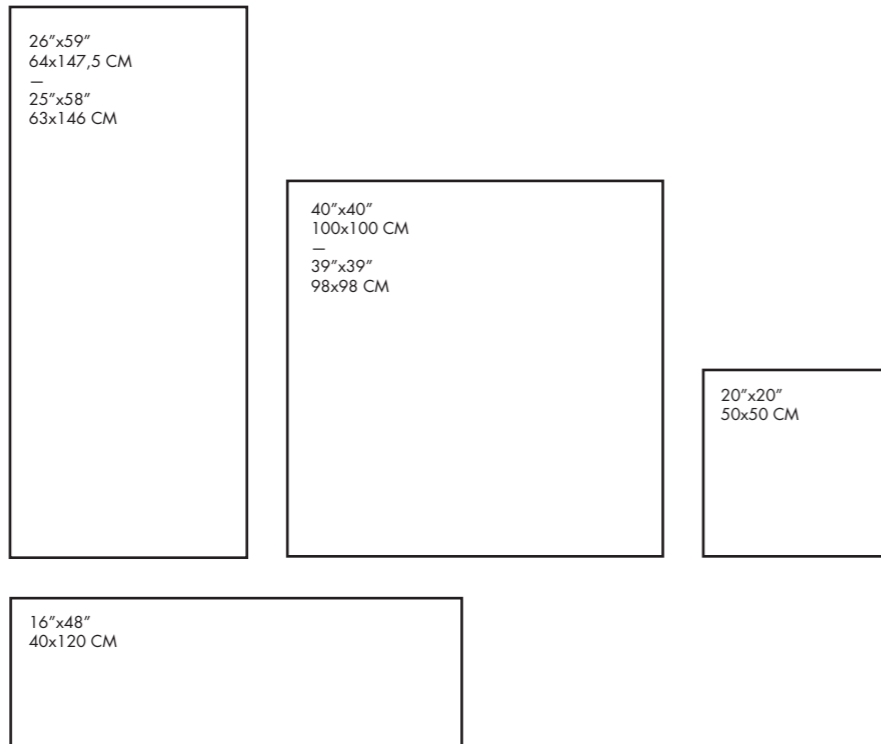 26”x59”
64x147,5 CM
—
25”x58”
63x146 CM
40”x40”
100x100 CM
—
39”x39”
98x98 CM
20”x20”
50x50 CM
16”x48”
40x120 CM